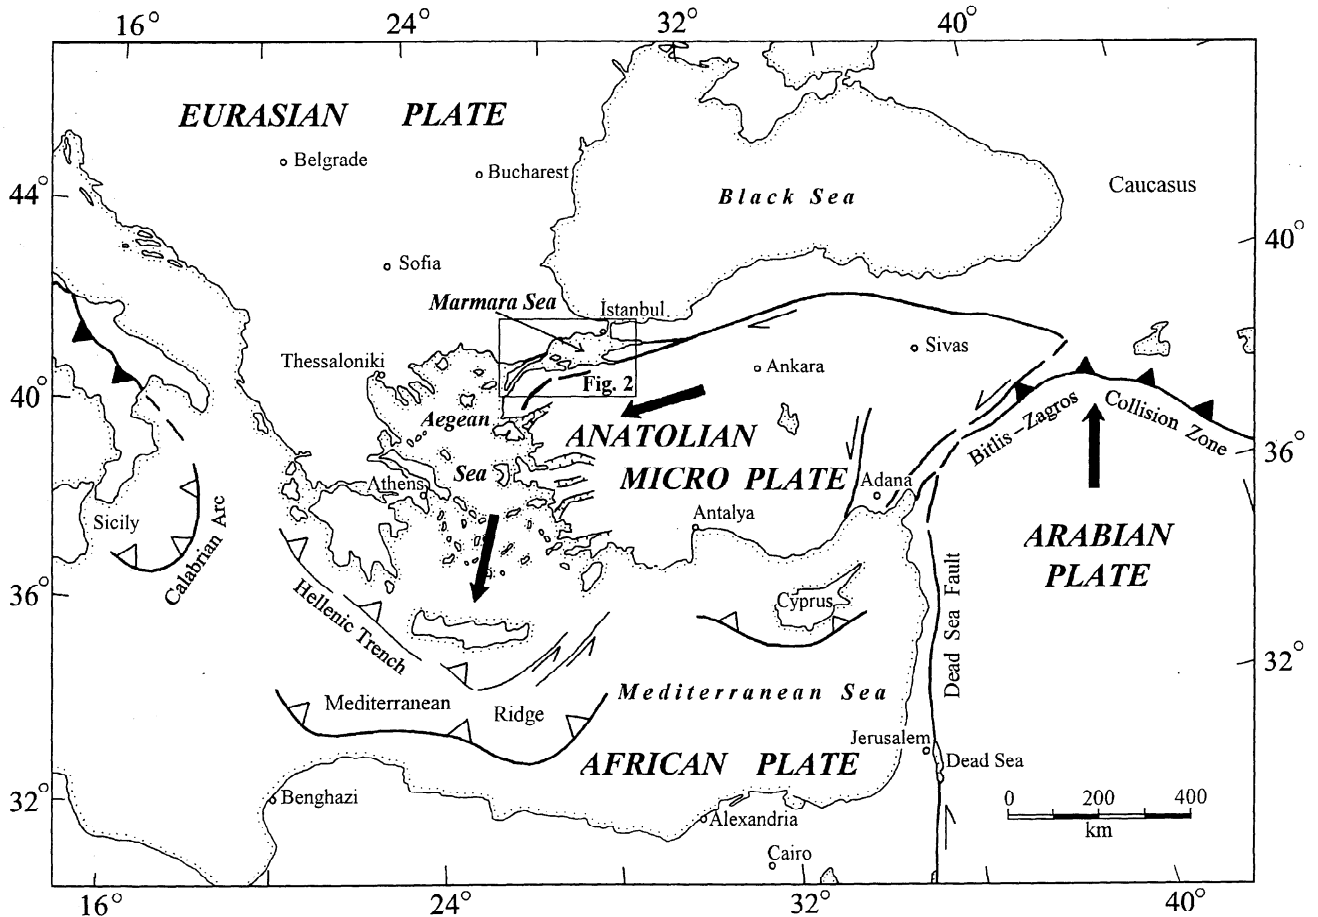 16° 24° 32° 40°
EURASIAN PLATE
Belgrade
Bucharest
44°
Black Sea
Caucasus
40°
Sofia
Marmara Sea
İstanbul
Thessaloniki
Sivas
Ankara
Fig. 2
40°
Aegean
Sea
ANATOLIAN
MICRO PLATE
Bitlis-Zagros Collision Zone
36°
Athens
Adana
Antalya
Sicily
Calabrian Arc
ARABIAN
PLATE
36°
Hellenic Trench
Cyprus
Dead Sea Fault
32°
Mediterranean Sea
Mediterranean Ridge
Jerusalem
Dead Sea
AFRICAN PLATE
32°
Benghazi
Alexandria
0 200 400
km
Cairo
16° 24° 32° 40°